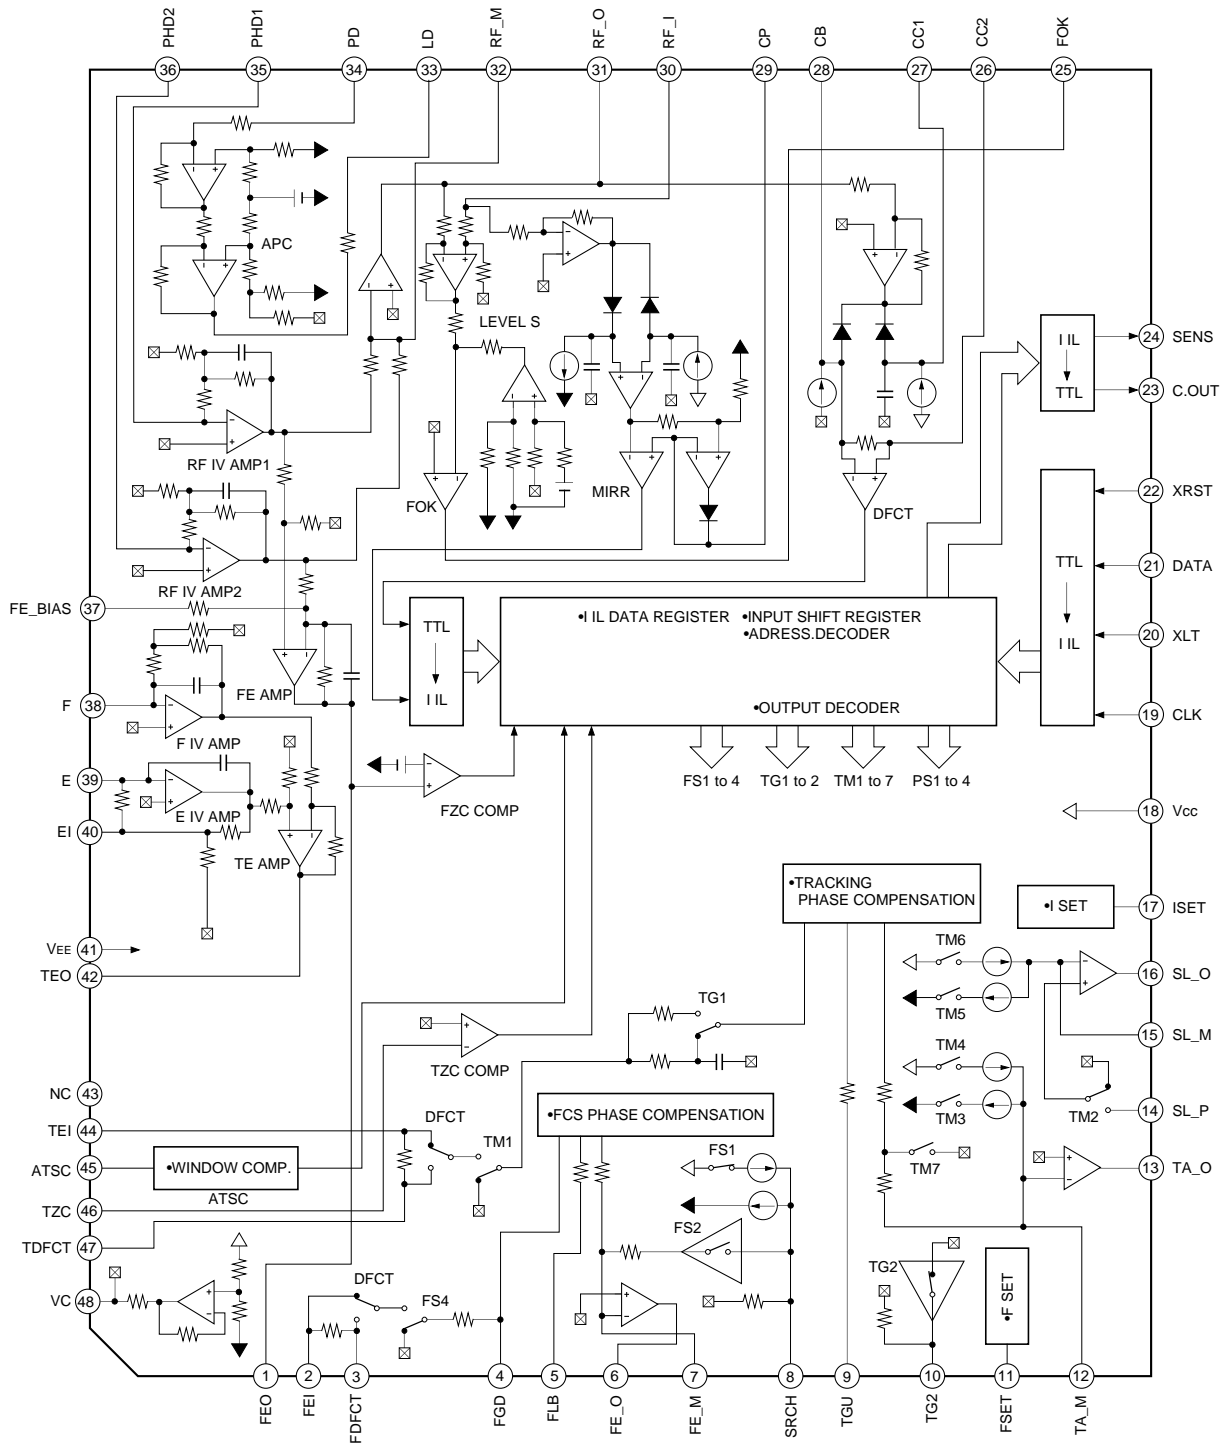 PHD2
PHD1
PD
LD
RF_M
RF_O
RF_I
CP
CB
CC1
CC2
FOK
36
35
34
33
32
31
30
29
28
27
26
25
APC
LEVEL S
I IL
TTL
24 SENS
23 C.OUT
RF IV AMP1
FOK
MIRR
DFCT
22 XRST
RF IV AMP2
TTL
I IL
21 DATA
20 XLT
19 CLK
FE_BIAS 37
TTL
I IL
•I IL DATA REGISTER •INPUT SHIFT REGISTER
•ADRESS.DECODER
•OUTPUT DECODER
FE AMP
F 38
F IV AMP
FS1 to 4 TG1 to 2 TM1 to 7 PS1 to 4
E 39
E IV AMP
FZC COMP
18 Vcc
EI 40
TE AMP
•TRACKING
PHASE COMPENSATION
•I SET
17 ISET
VEE 41
TEO 42
TM6
16 SL_O
TM5
TG1
15 SL_M
TZC COMP
TM4
NC 43
TM3
TM2
14 SL_P
•FCS PHASE COMPENSATION
TEI 44
DFCT
TM1
FS1
TM7
13 TA_O
ATSC 45
•WINDOW COMP.
ATSC
TZC 46
FS2
TDFCT 47
TG2
•F SET
VC 48
DFCT
FS4
1
2
3
4
5
6
7
8
9
10
11
12
FEO
FEI
FDFCT
FGD
FLB
FE_O
FE_M
SRCH
TGU
TG2
FSET
TA_M